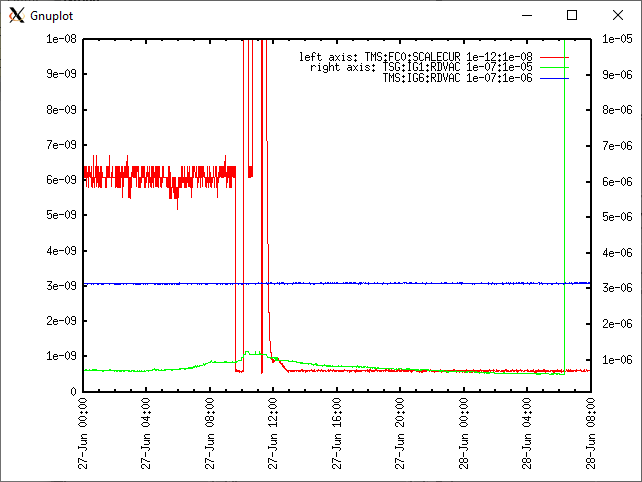 Gnuplot
1e-08
9e-09
8e-09
7e-09
6e-09
5e-09
4e-09
3e-09
2e-09
1e-09
0
left axis: TMS:FC0:SCALECUR 1e-12:1e-08
right axis: TSG:IG1:RDVAC 1e-07:1e-05
TMS:IG6:RDVAC 1e-07:1e-06
1e-05
9e-06
8e-06
7e-06
6e-06
5e-06
4e-06
3e-06
2e-06
1e-06
27-Jun 00:00
27-Jun 04:00
27-Jun 08:00
27-Jun 12:00
27-Jun 16:00
27-Jun 20:00
28-Jun 00:00
28-Jun 04:00
28-Jun 08:00